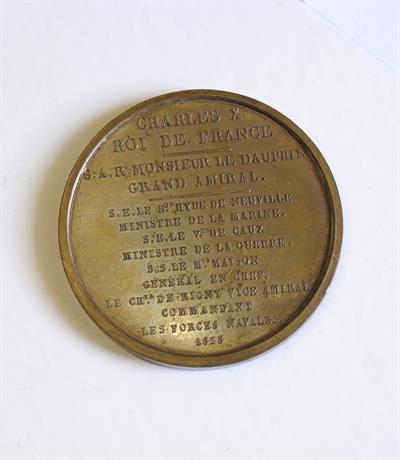 CHARLES X.
ROI DE FRANCE
S.A.R. MONSIEUR LE DAUPHIN
GRAND AMIRAL.
S.E.LE B.ON HYDE DE NEUVILLE
MINISTRE DE LA MARINE.
S.E.LE V.TE DE CAUX
MINISTRE DE LA GUERRE.
S.S.LE M.IS MAISON
GÉNÉRAL EN CHEF.
LE CH.ER DE RIGNY VICE AMIRAL
COMMANDANT
LES FORCES NAVALES.
1828